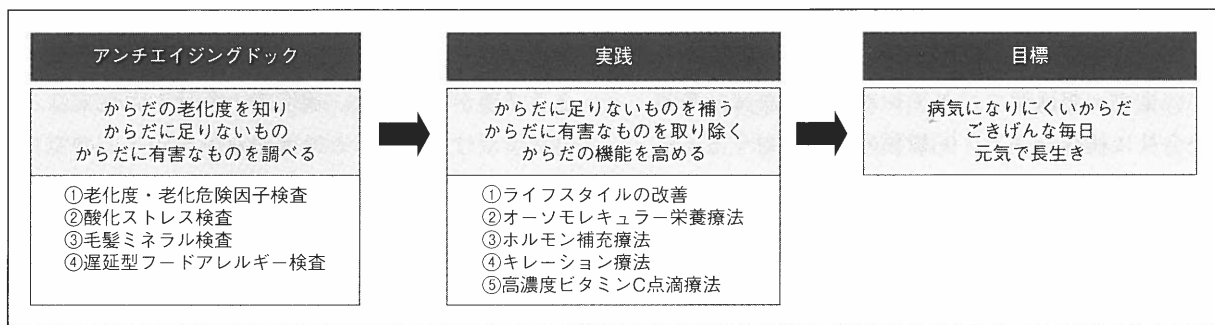 アンチエイジングドック
からだの老化度を知り
からだに足りないもの
からだに有害なものを調べる
①老化度・老化危険因子検査
②酸化ストレス検査
③毛髪ミネラル検査
④遅延型フードアレルギー検査
実践
からだに足りないものを補う
からだに有害なものを取り除く
からだの機能を高める
①ライフスタイルの改善
②オーソモレキュラー栄養療法
③ホルモン補充療法
④キレーション療法
⑤高濃度ビタミンC点滴療法
目標
病気になりにくいからだ
ごきげんな毎日
元気で長生き